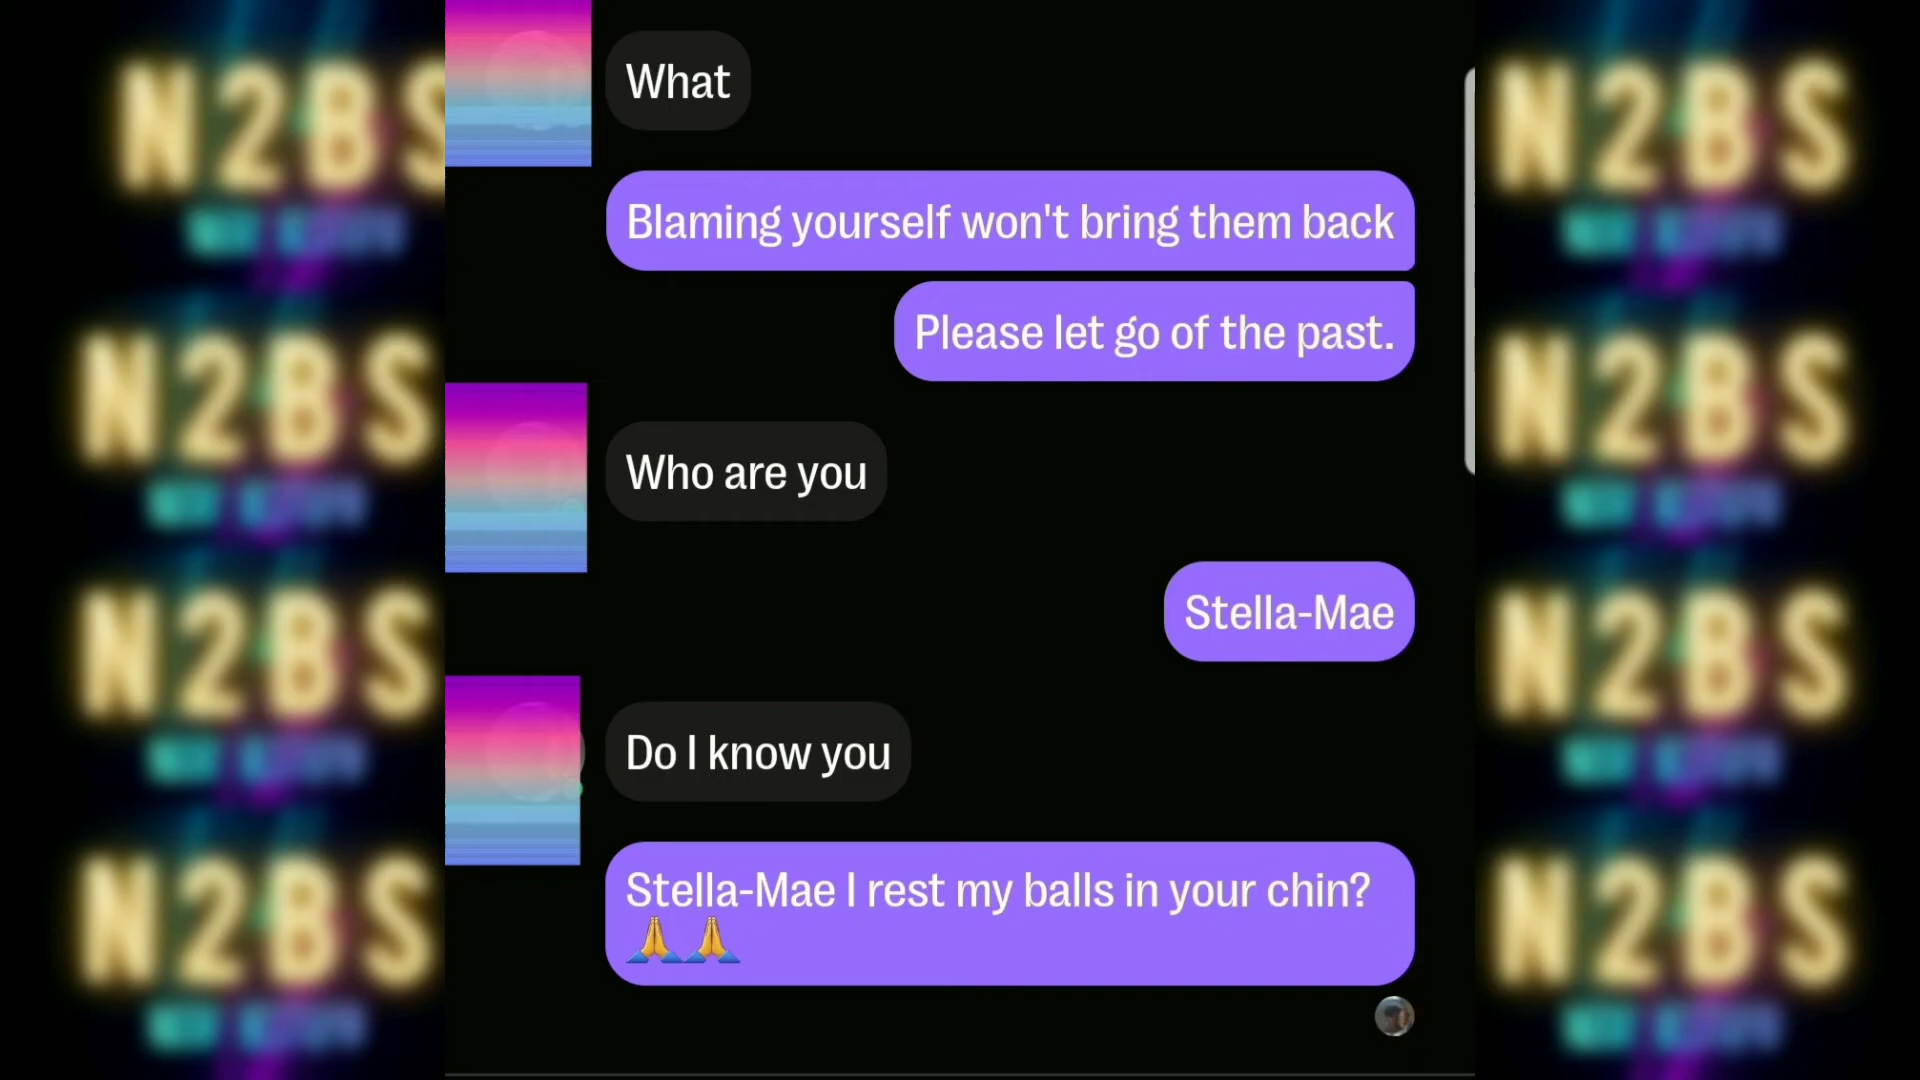 N2BS
N2BS
N2BS
N2BS
What
Blaming yourself won't bring them back
Please let go of the past.
Who are you
Stella-Mae
Do I know you
Stella-Mae I rest my balls in your chin?
🙏🙏
N2BS
N2BS
N2BS
N2BS